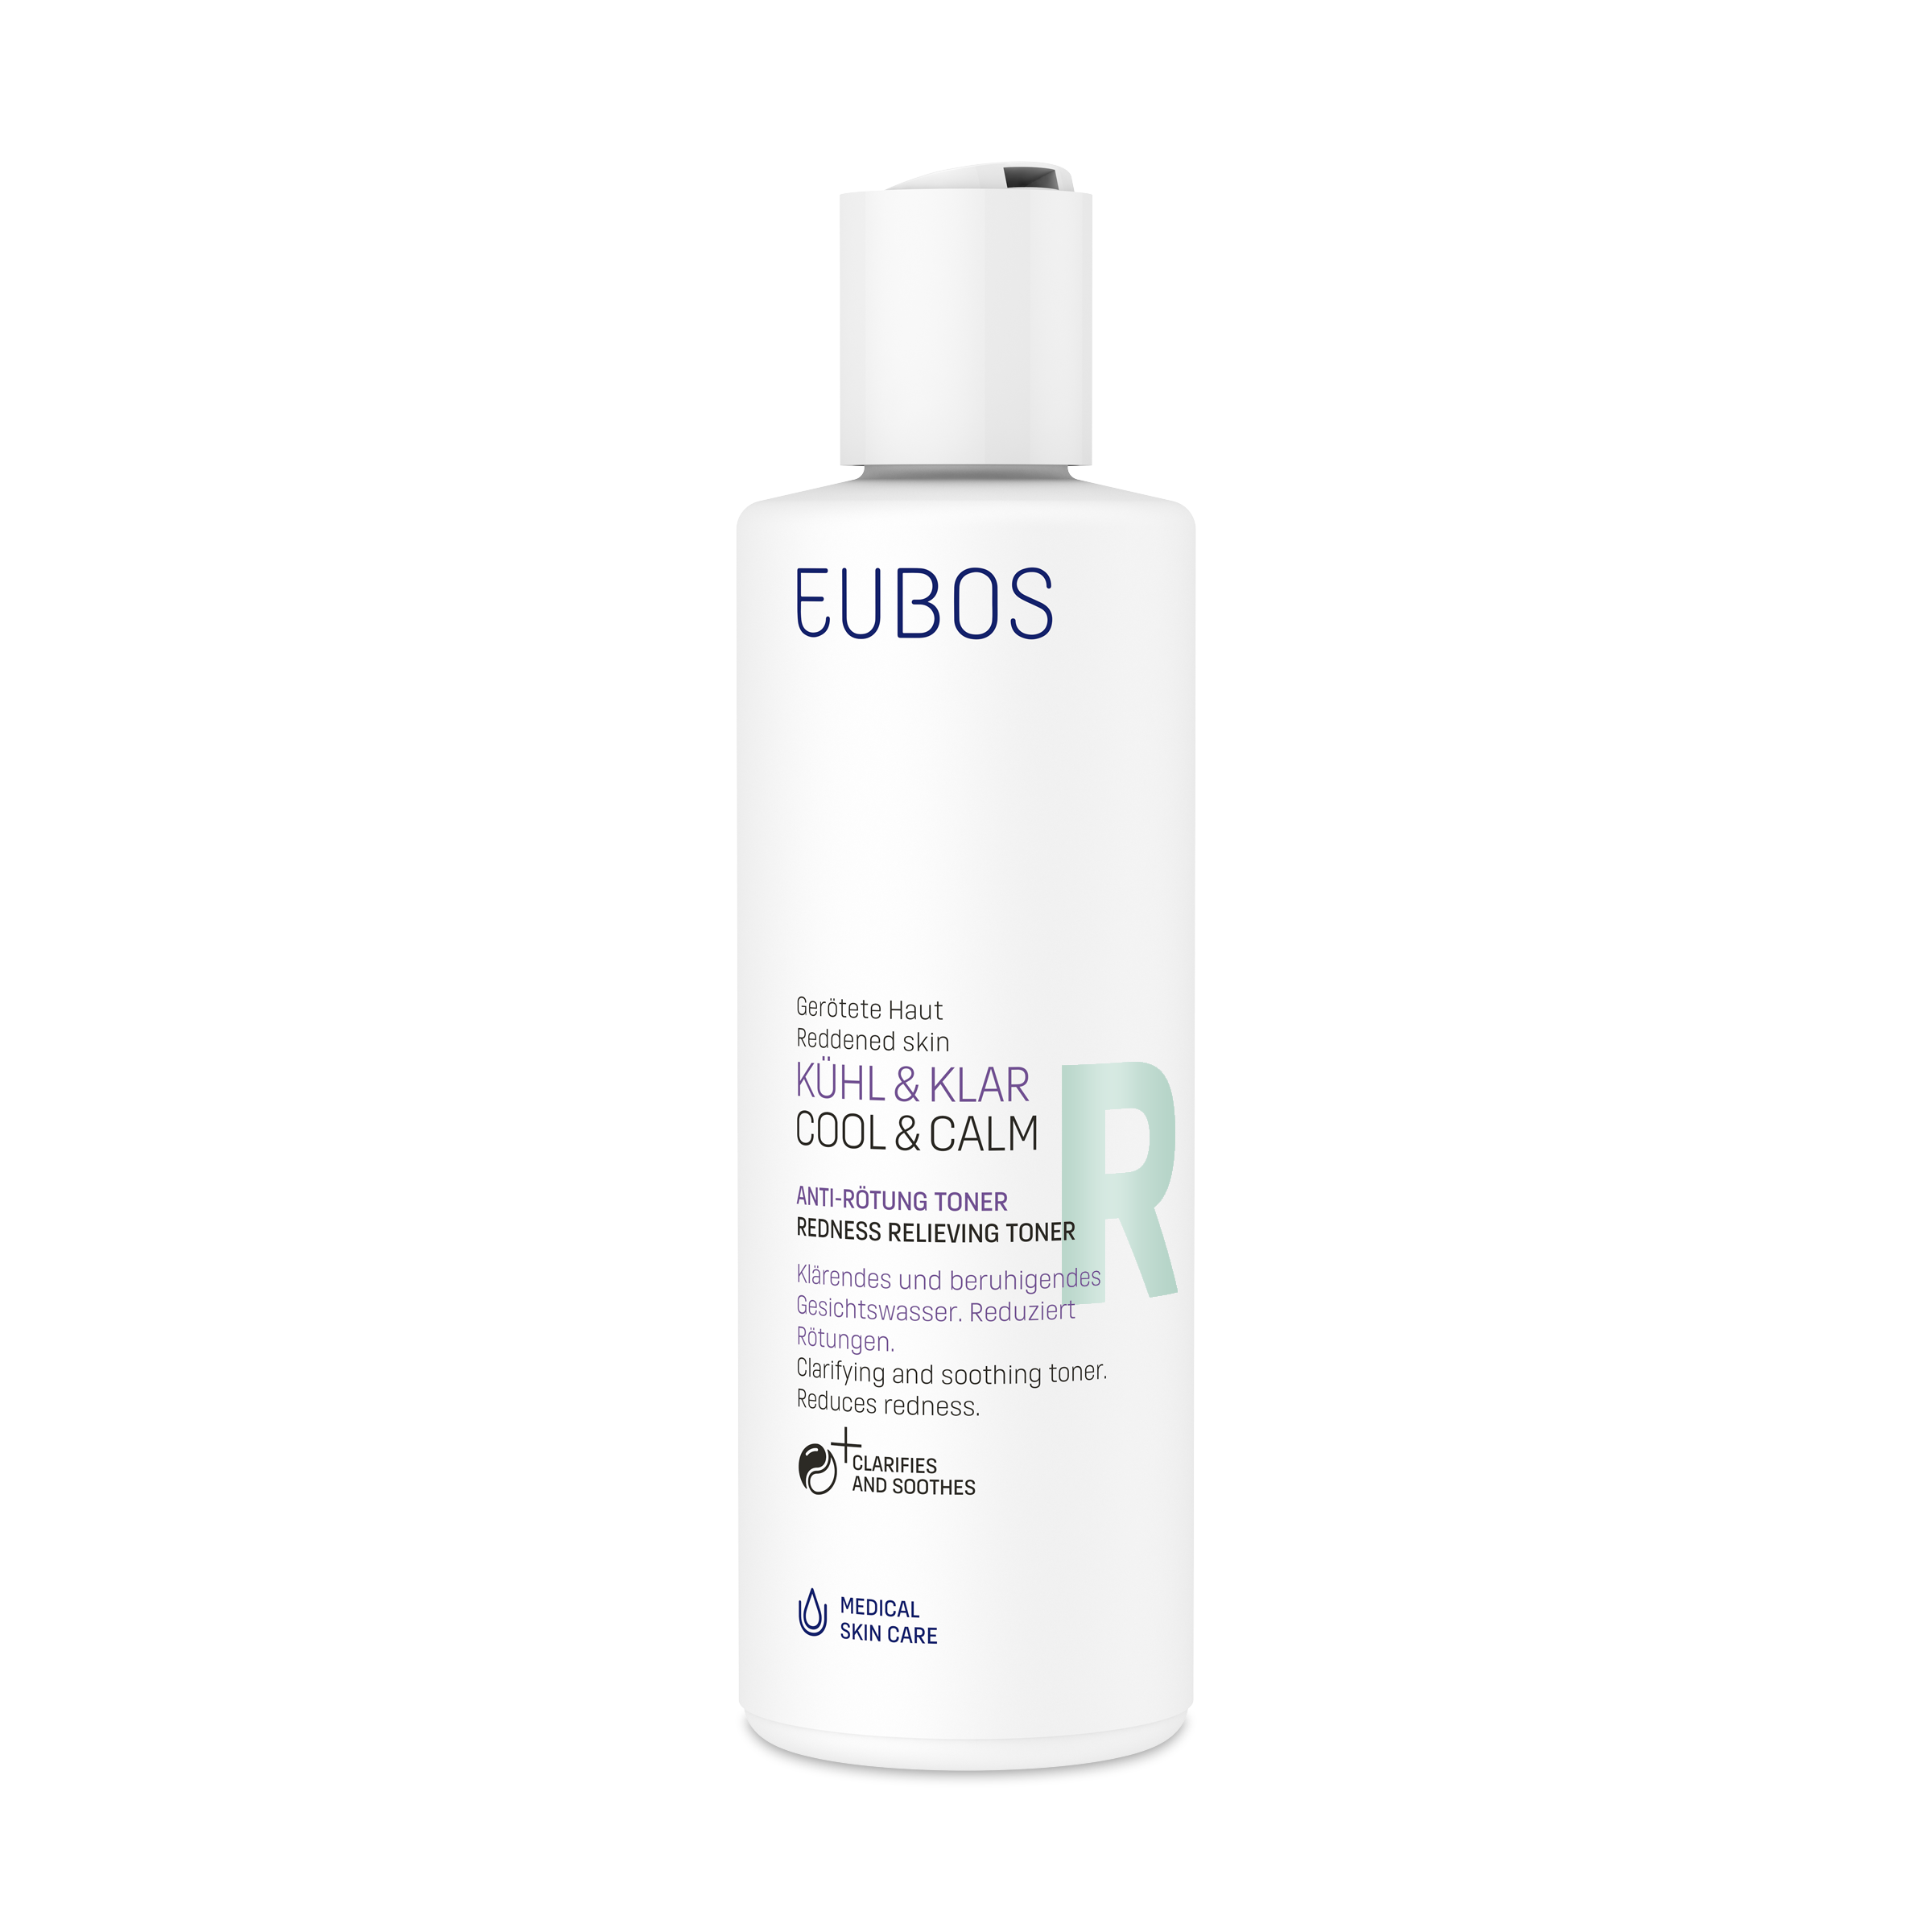 EUBOS
Gerötete Haut
Reddened skin
KÜHL & KLAR
COOL & CALM
R
ANTI-RÖTUNG TONER
REDNESS RELIEVING TONER
Klärendes und beruhigendes
Gesichtswasser. Reduziert
Rötungen.
Clarifying and soothing toner.
Reduces redness.
CLARIFIES
AND SOOTHES
MEDICAL
SKIN CARE